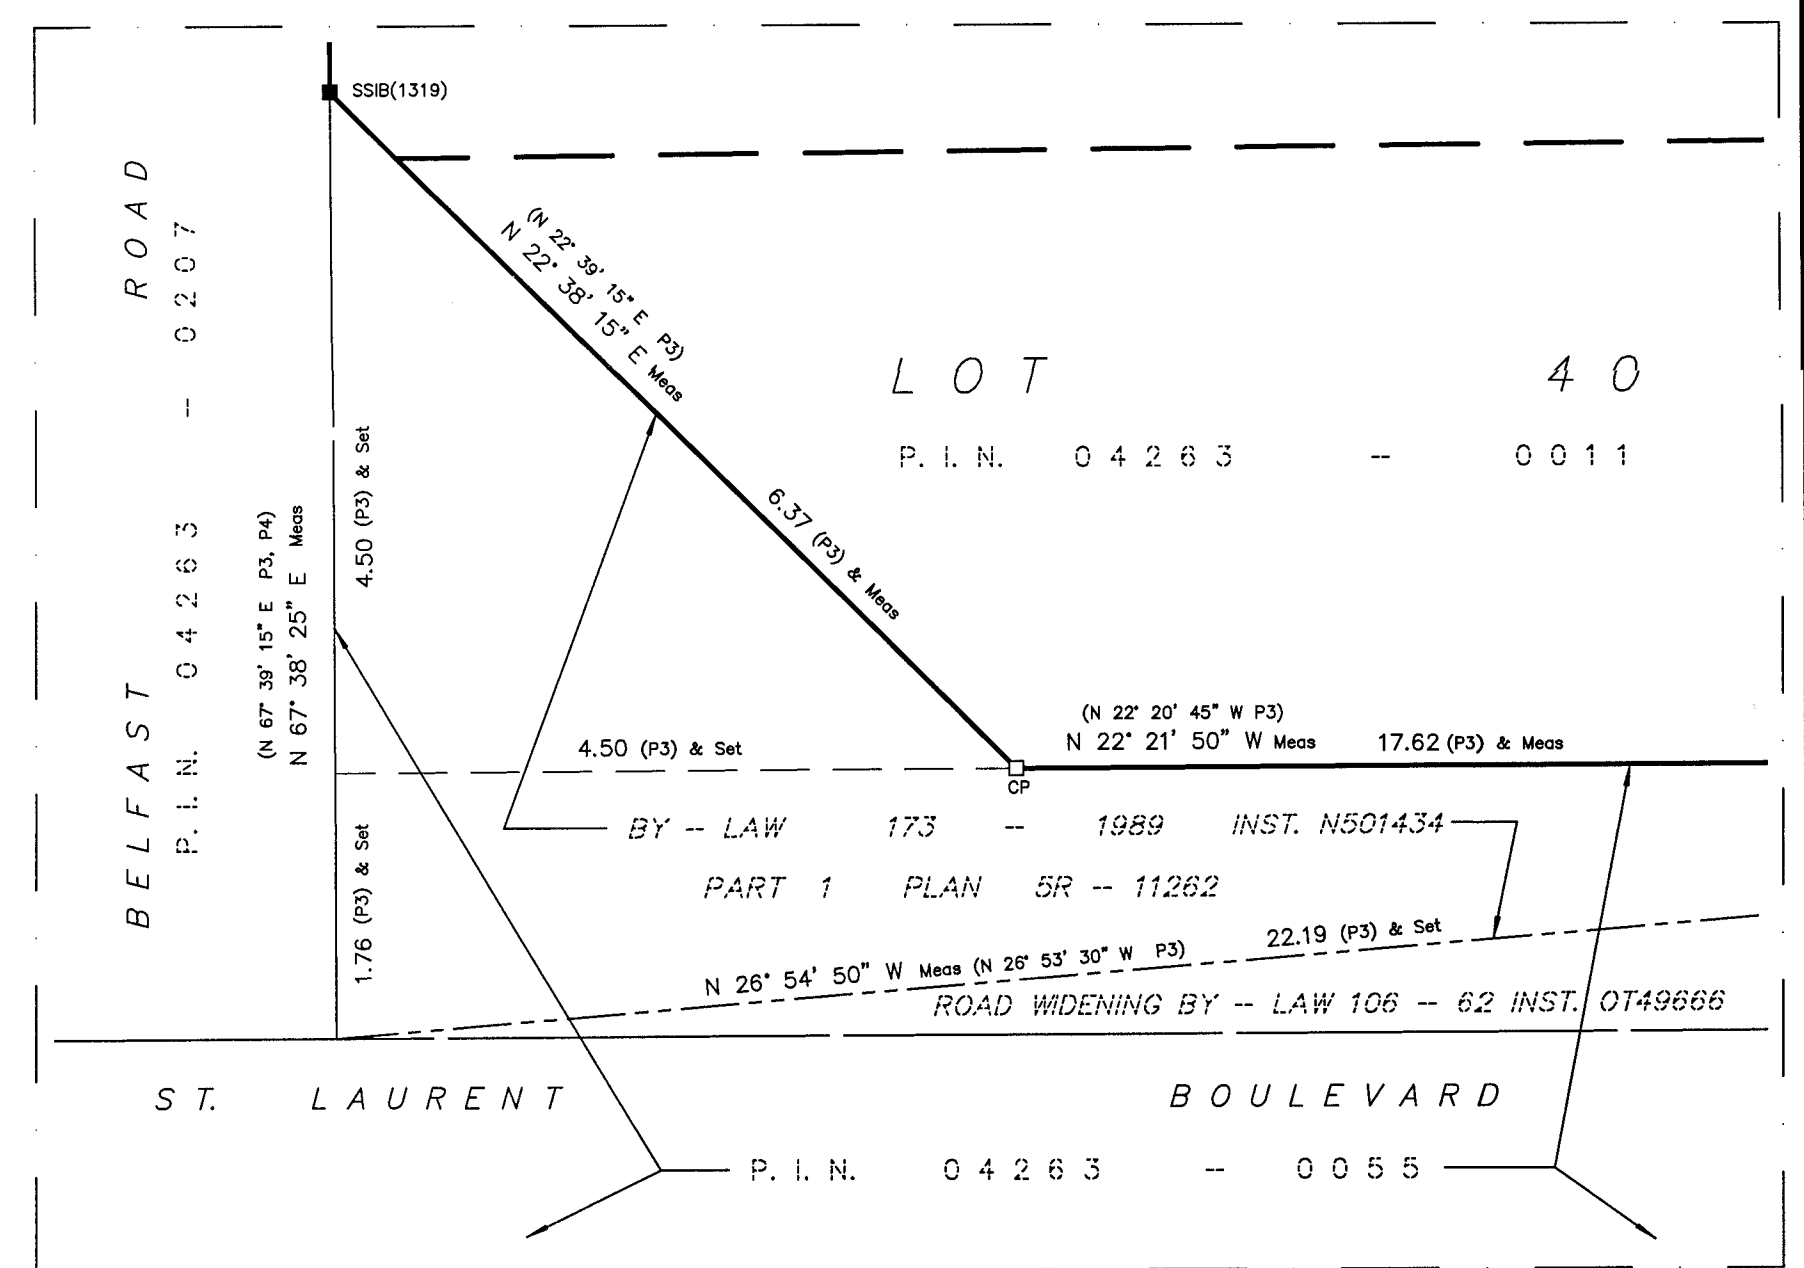 SSIB(1319)
ROAD
BELFAST
P.I.N. 04263 -- 0207
(N 22° 39' 15" E P3)
N 22° 38' 15" E Meas
LOT 40
P.I.N. 04263 -- 0011
4.50 (P3) & Set
(N 67° 39' 15" E P3, P4)
N 67° 38' 25" E Meas
6.37 (P3) & Meas
(N 22° 20' 45" W P3)
N 22° 21' 50" W Meas 17.62 (P3) & Meas
4.50 (P3) & Set
CP
BY -- LAW 173 -- 1989 INST. N501434
PART 1 PLAN 5R -- 11262
1.76 (P3) & Set
22.19 (P3) & Set
N 26° 54' 50" W Meas (N 26° 53' 30" W P3)
ROAD WIDENING BY -- LAW 106 -- 62 INST. OT49666
ST. LAURENT BOULEVARD
P.I.N. 04263 -- 0055